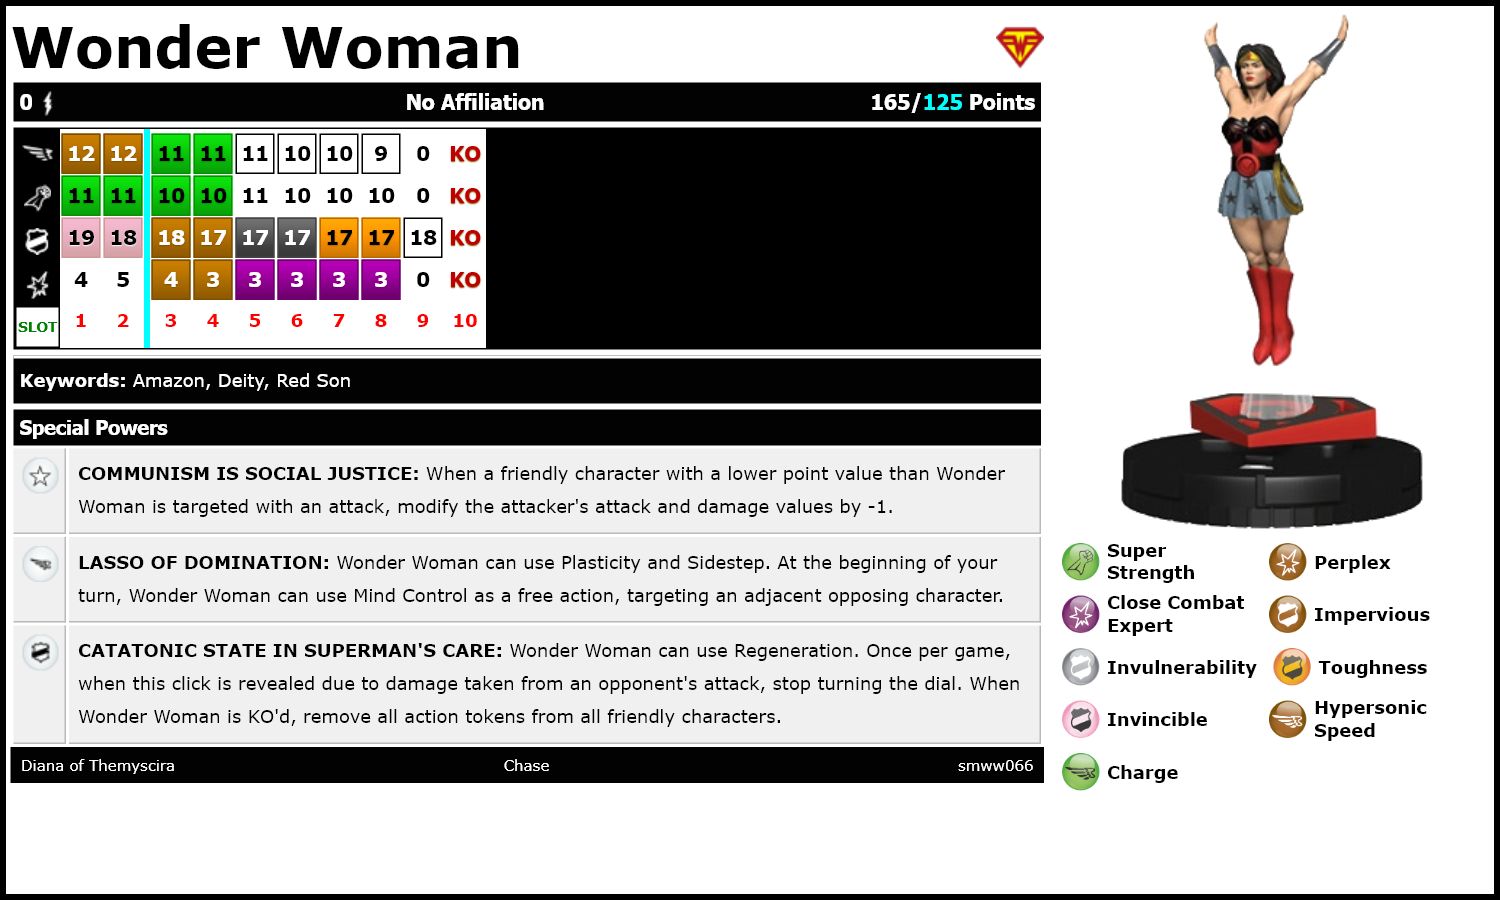 Wonder Woman
0 No Affiliation 165/125 Points
12 12 11 11 11 10 10 9 0 KO
11 11 10 10 11 10 10 10 0 KO
19 18 18 17 17 17 17 17 18 KO
4 5 4 3 3 3 3 3 0 KO
SLOT 1 2 3 4 5 6 7 8 9 10
Keywords: Amazon, Deity, Red Son
Special Powers
COMMUNISM IS SOCIAL JUSTICE: When a friendly character with a lower point value than Wonder
Woman is targeted with an attack, modify the attacker's attack and damage values by -1.
LASSO OF DOMINATION: Wonder Woman can use Plasticity and Sidestep. At the beginning of your
turn, Wonder Woman can use Mind Control as a free action, targeting an adjacent opposing character.
CATATONIC STATE IN SUPERMAN'S CARE: Wonder Woman can use Regeneration. Once per game,
when this click is revealed due to damage taken from an opponent's attack, stop turning the dial. When
Wonder Woman is KO'd, remove all action tokens from all friendly characters.
Diana of Themyscira Chase smww066
Super
Strength
Perplex
Close Combat
Expert
Impervious
Invulnerability
Toughness
Invincible
Hypersonic
Speed
Charge